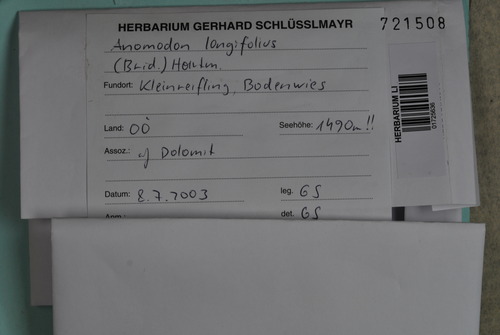 HERBARIUM GERHARD SCHLÜSSLMAYR
721508
Anomodon longifolius
(Brid.) Hartm.
Fundort: Kleinreifling, Bodenwies
Land: OÖ Seehöhe: 1490m!!
Assoz.: a/ Dolomit
Datum: 8.7.2003 leg. GS
det. GS
HERBARIUM LI